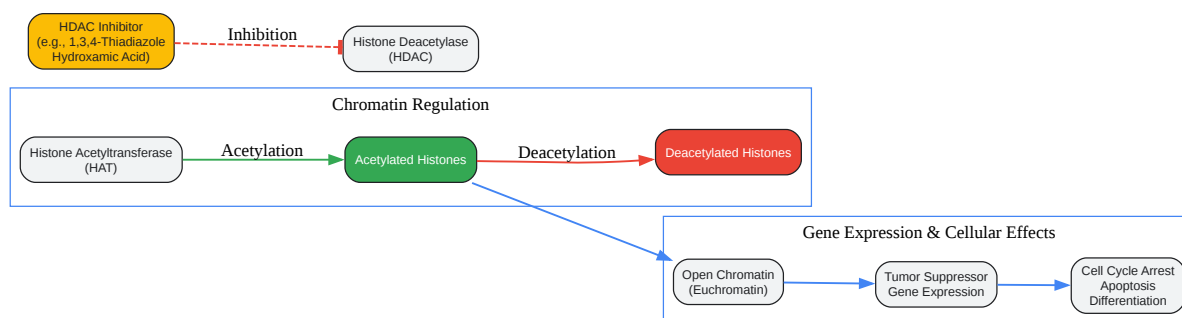 HDAC Inhibitor
(e.g., 1,3,4-Thiadiazole
Hydroxamic Acid)
Inhibition
Histone Deacetylase
(HDAC)
Chromatin Regulation
Histone Acetyltransferase
(HAT)
Acetylation
Acetylated Histones
Deacetylation
Deacetylated Histones
Gene Expression & Cellular Effects
Open Chromatin
(Euchromatin)
Tumor Suppressor
Gene Expression
Cell Cycle Arrest
Apoptosis
Differentiation